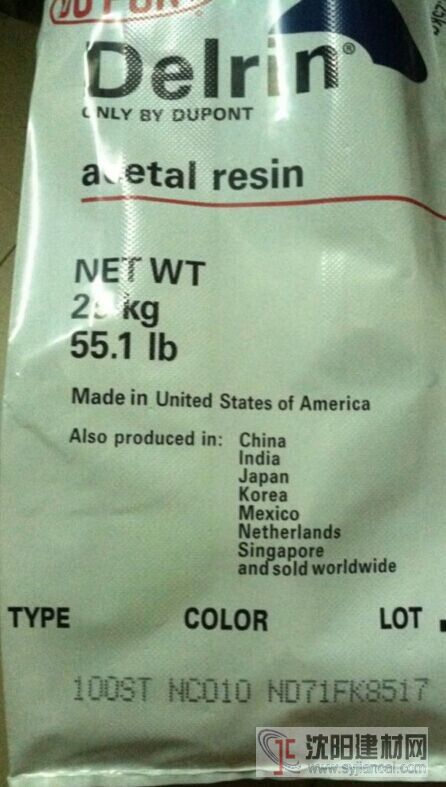 Delrin®
ONLY BY DUPONT
acetal resin
NET WT
25 kg
55.1 lb
Made in United States of America
Also produced in: China
India
Japan
Korea
Mexico
Netherlands
Singapore
and sold worldwide
TYPE COLOR LOT
100ST NC010 ND71FK8517
沈阳建材网
www.syjiancai.com